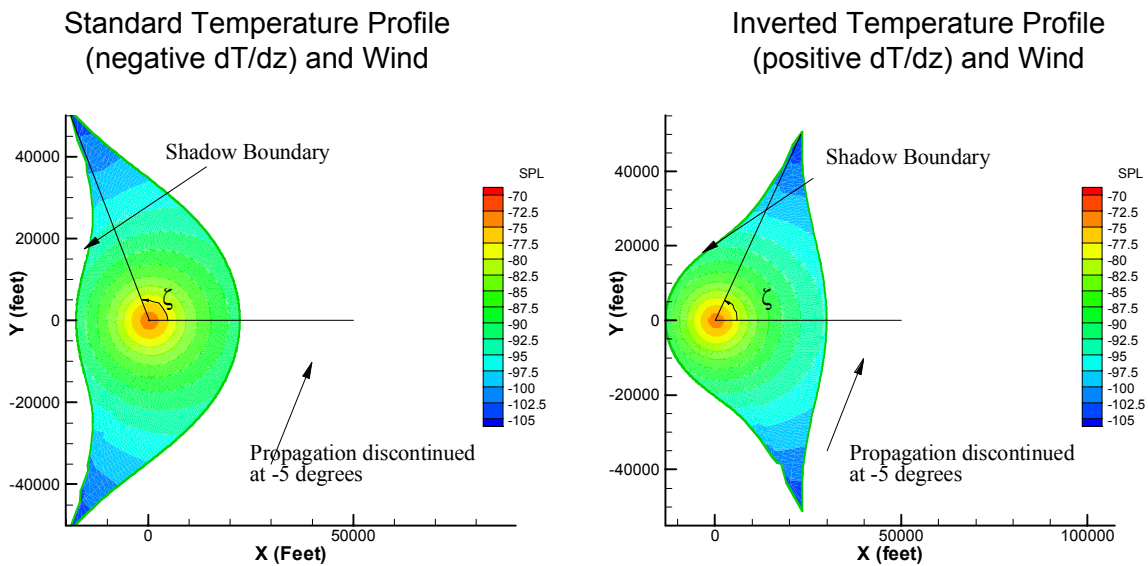 Standard Temperature Profile
(negative dT/dz) and Wind
Inverted Temperature Profile
(positive dT/dz) and Wind
Shadow Boundary
ζ
Propagation discontinued
at -5 degrees
Y (feet)
40000
20000
0
-20000
-40000
0
50000
X (Feet)
SPL
-70
-72.5
-75
-77.5
-80
-85
-87.5
-90
-92.5
-95
-97.5
-100
-102.5
-105
Shadow Boundary
ζ
Propagation discontinued
at -5 degrees
Y (feet)
40000
20000
0
-20000
-40000
0
50000
100000
X (feet)
SPL
-70
-72.5
-75
-77.5
-80
-85
-87.5
-90
-92.5
-95
-97.5
-100
-102.5
-105